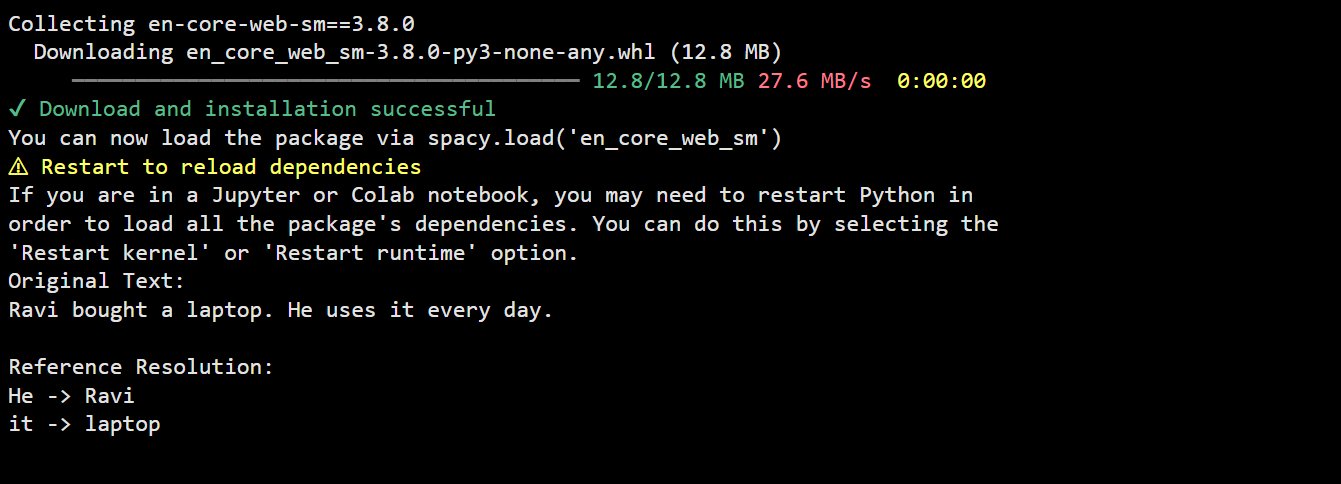 Collecting en-core-web-sm==3.8.0
Downloading en_core_web_sm-3.8.0-py3-none-any.whl (12.8 MB)
━━━━━━━━━━━━━━━━━━━━━━━━━━━━━━━━━━━━━━━━ 12.8/12.8 MB 27.6 MB/s 0:00:00
✔ Download and installation successful
You can now load the package via spacy.load('en_core_web_sm')
⚠ Restart to reload dependencies
If you are in a Jupyter or Colab notebook, you may need to restart Python in
order to load all the package's dependencies. You can do this by selecting the
'Restart kernel' or 'Restart runtime' option.
Original Text:
Ravi bought a laptop. He uses it every day.

Reference Resolution:
He -> Ravi
it -> laptop